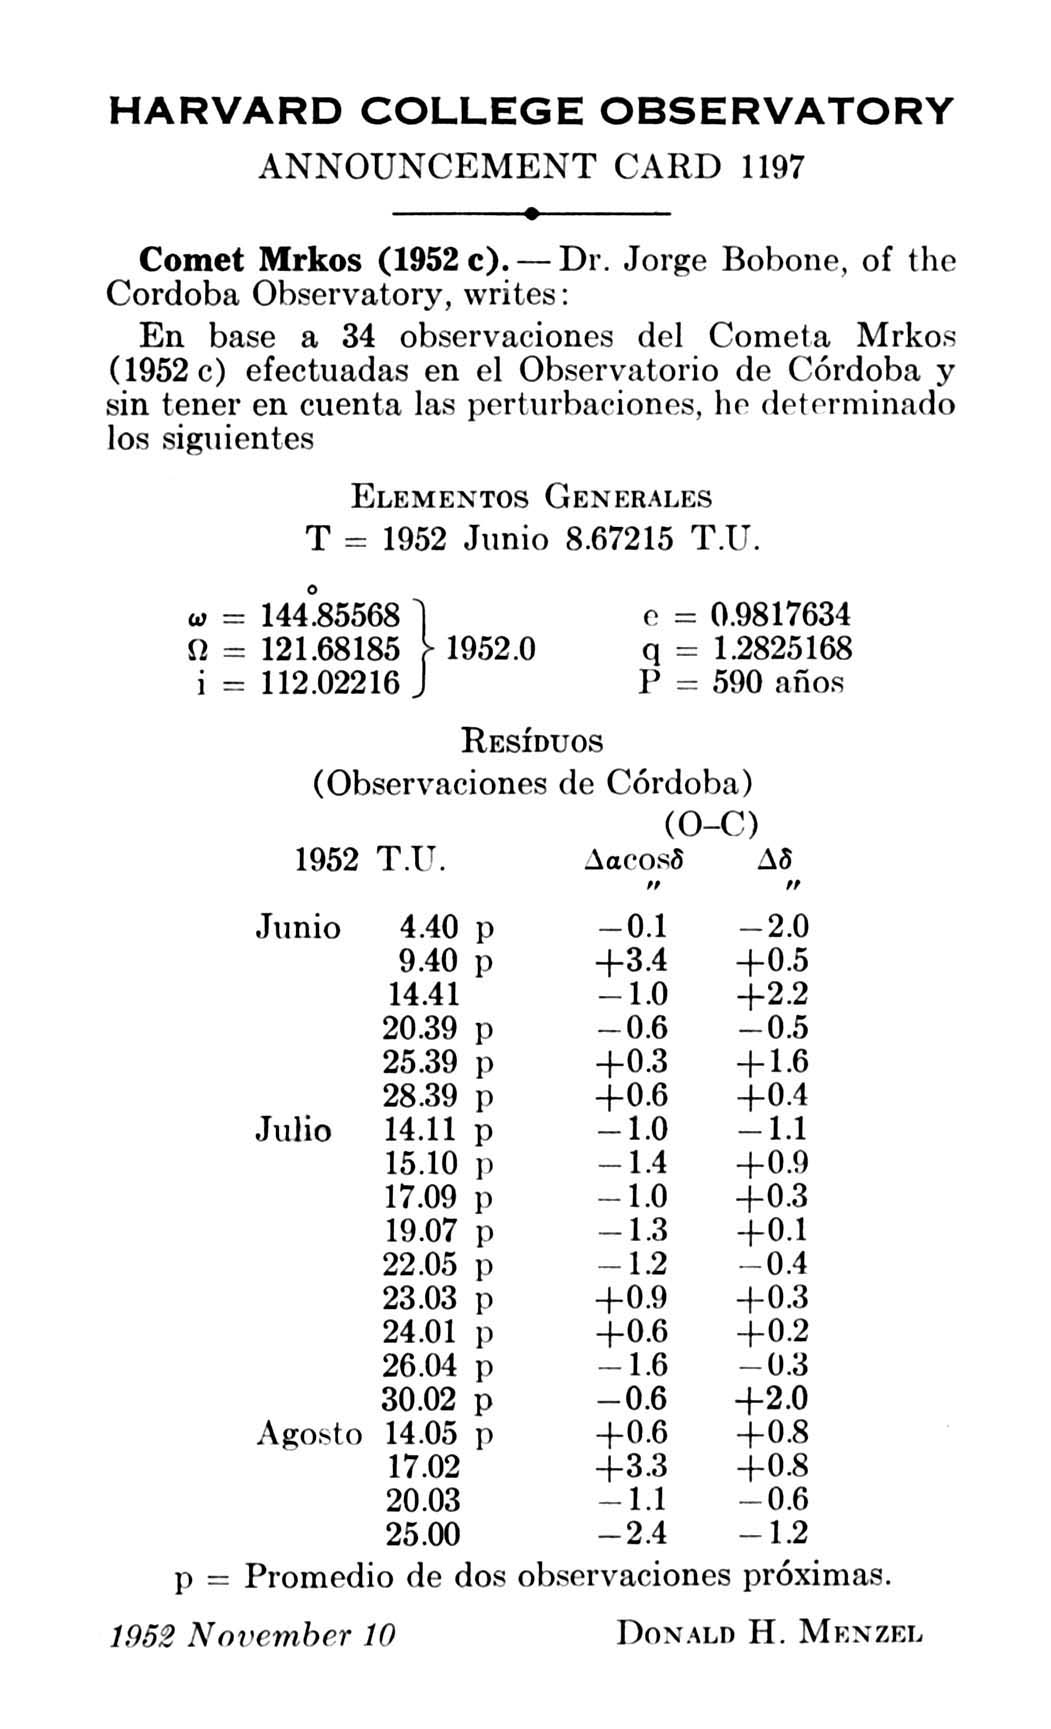 HARVARD COLLEGE OBSERVATORY
ANNOUNCEMENT CARD 1197
Comet Mrkos (1952 c).—Dr. Jorge Bobone, of the
Cordoba Observatory, writes:
En base a 34 observaciones del Cometa Mrkos
(1952 c) efectuadas en el Observatorio de Córdoba y
sin tener en cuenta las perturbaciones, he determinado
los siguientes
Elementos Generales
T = 1952 Junio 8.67215 T.U.
°
ω = 144.85568 e = 0.9817634
Ω = 121.68185 } 1952.0 q = 1.2825168
i = 112.02216 P = 590 años
Resíduos
(Observaciones de Córdoba)
(O–C)
1952 T.U. Δαcosδ Δδ
″ ″
Junio 4.40 p −0.1 −2.0
9.40 p +3.4 +0.5
14.41 −1.0 +2.2
20.39 p −0.6 −0.5
25.39 p +0.3 +1.6
28.39 p +0.6 +0.4
Julio 14.11 p −1.0 −1.1
15.10 p −1.4 +0.9
17.09 p −1.0 +0.3
19.07 p −1.3 +0.1
22.05 p −1.2 −0.4
23.03 p +0.9 +0.3
24.01 p +0.6 +0.2
26.04 p −1.6 −0.3
30.02 p −0.6 +2.0
Agosto 14.05 p +0.6 +0.8
17.02 +3.3 +0.8
20.03 −1.1 −0.6
25.00 −2.4 −1.2
p = Promedio de dos observaciones próximas.
1952 November 10 Donald H. Menzel